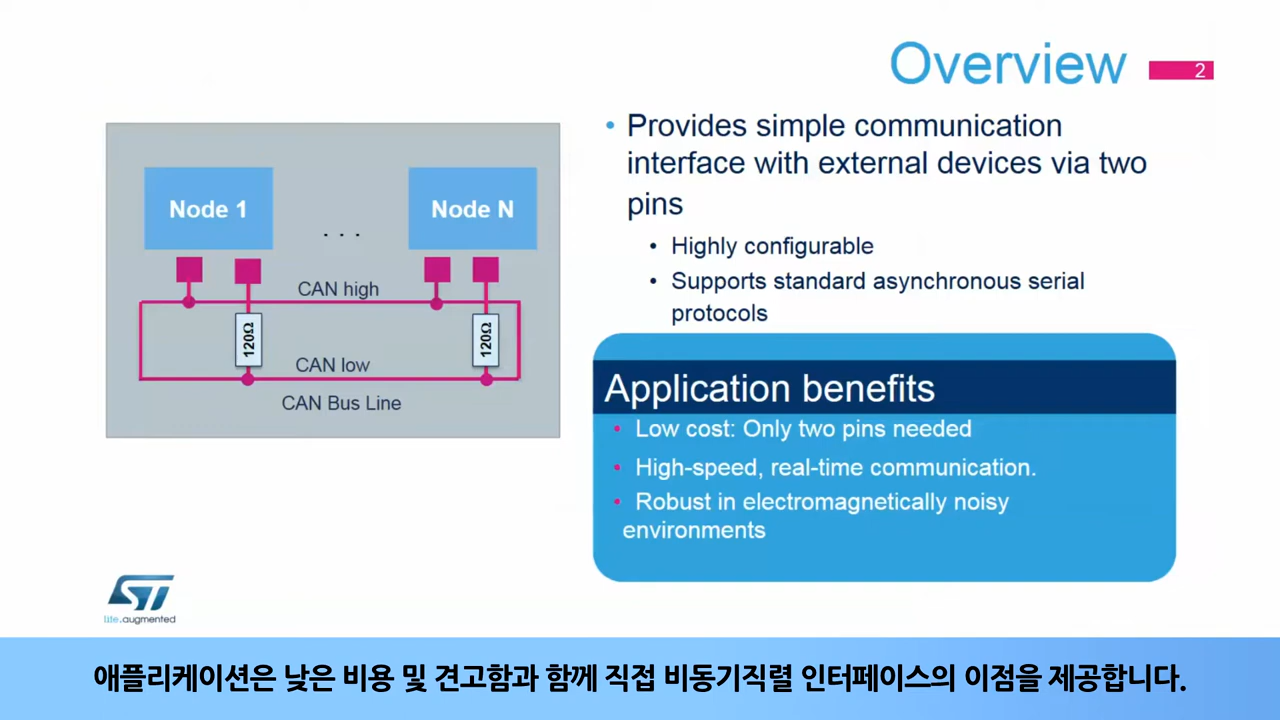 Overview
2
• Provides simple communication
interface with external devices via two
pins
• Highly configurable
• Supports standard asynchronous serial
protocols
Node 1
. . .
Node N
CAN high
120Ω
120Ω
CAN low
CAN Bus Line
Application benefits
• Low cost: Only two pins needed
• High-speed, real-time communication.
• Robust in electromagnetically noisy
environments
ST
life.augmented
애플리케이션은 낮은 비용 및 견고함과 함께 직접 비동기직렬 인터페이스의 이점을 제공합니다.